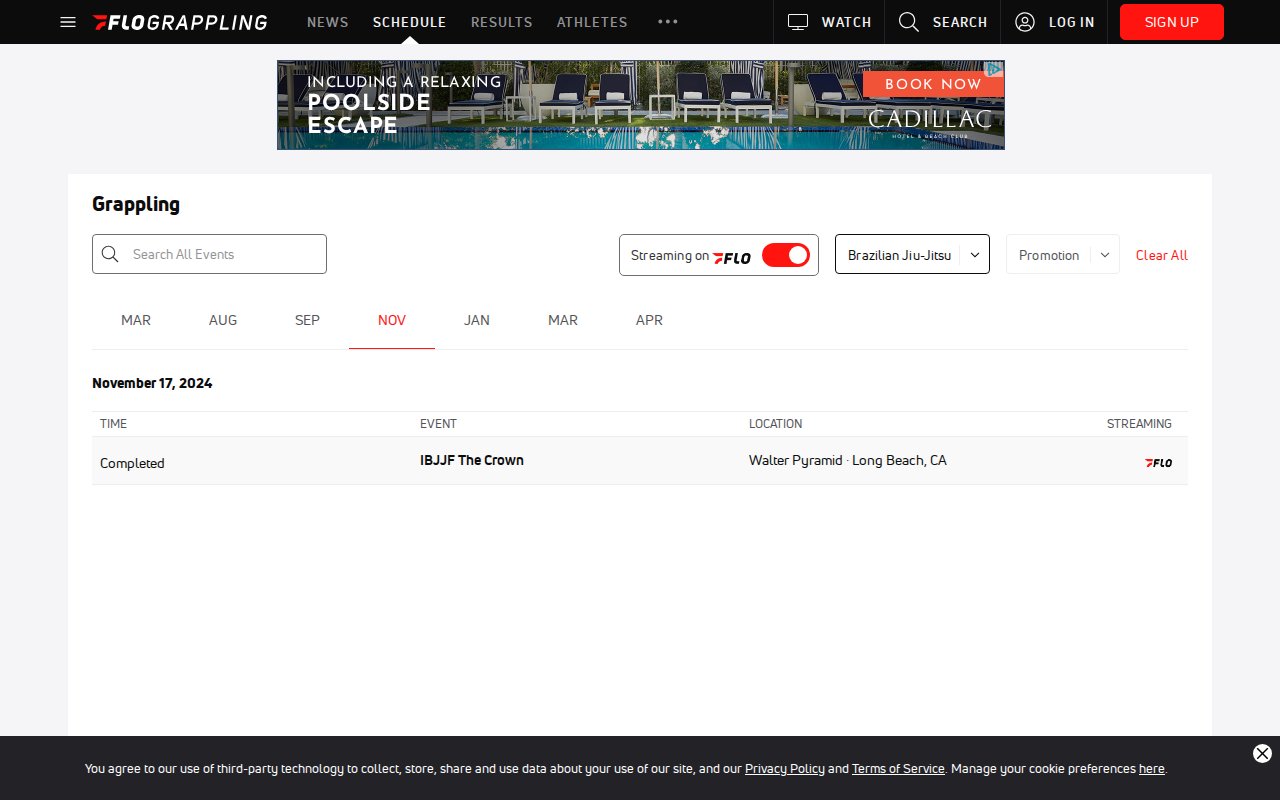 FLOGRAPPLING NEWS SCHEDULE RESULTS ATHLETES WATCH SEARCH LOG IN SIGN UP
INCLUDING A RELAXING
POOLSIDE
ESCAPE
BOOK NOW
CADILLAC
HOTEL & BEACH CLUB
Grappling
Search All Events Streaming on FLO Brazilian Jiu-Jitsu Promotion Clear All
MAR AUG SEP NOV JAN MAR APR
November 17, 2024
TIME EVENT LOCATION STREAMING
Completed IBJJF The Crown Walter Pyramid · Long Beach, CA FLO
You agree to our use of third-party technology to collect, store, share and use data about your use of our site, and our Privacy Policy and Terms of Service. Manage your cookie preferences here.